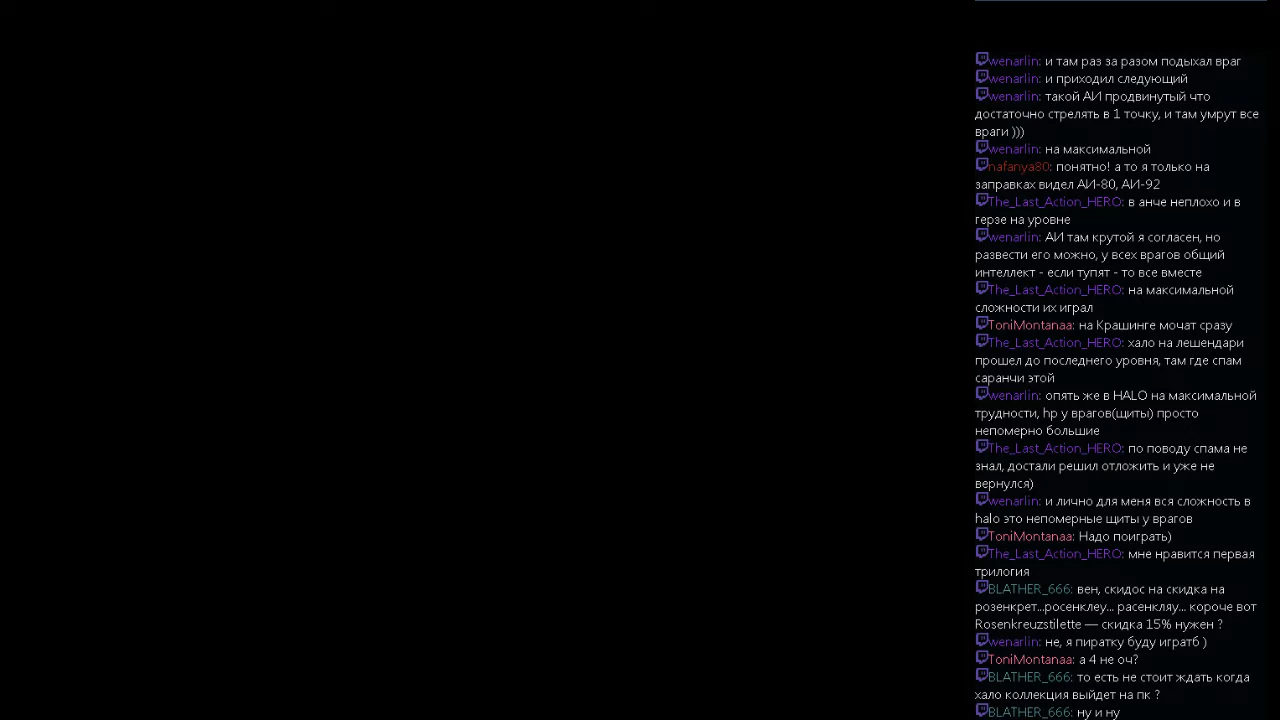 wenarlin: и там раз за разом подыхал враг
wenarlin: и приходил следующий
wenarlin: такой АИ продвинутый что
достаточно стрелять в 1 точку, и там умрут все
враги )))
wenarlin: на максимальной
nafanya80: понятно! а то я только на
заправках видел АИ-80, АИ-92
The_Last_Action_HERO: в анче неплохо и в
герзе на уровне
wenarlin: АИ там крутой я согласен, но
развести его можно, у всех врагов общий
интеллект - если тупят - то все вместе
The_Last_Action_HERO: на максимальной
сложности их играл
ToniMontanaa: на Крашинге мочат сразу
The_Last_Action_HERO: хало на лешендари
прошел до последнего уровня, там где спам
саранчи этой
wenarlin: опять же в HALO на максимальной
трудности, hp у врагов(щиты) просто
непомерно большие
The_Last_Action_HERO: по поводу спама не
знал, достали решил отложить и уже не
вернулся)
wenarlin: и лично для меня вся сложность в
halo это непомерные щиты у врагов
ToniMontanaa: Надо поиграть)
The_Last_Action_HERO: мне нравится первая
трилогия
BLATHER_666: вен, скидос на скидка на
розенкрет...росенклеу... расенкляу... короче вот
Rosenkreuzstilette — скидка 15% нужен ?
wenarlin: не, я пиратку буду игратб )
ToniMontanaa: а 4 не оч?
BLATHER_666: то есть не стоит ждать когда
хало коллекция выйдет на пк ?
BLATHER_666: ну и ну